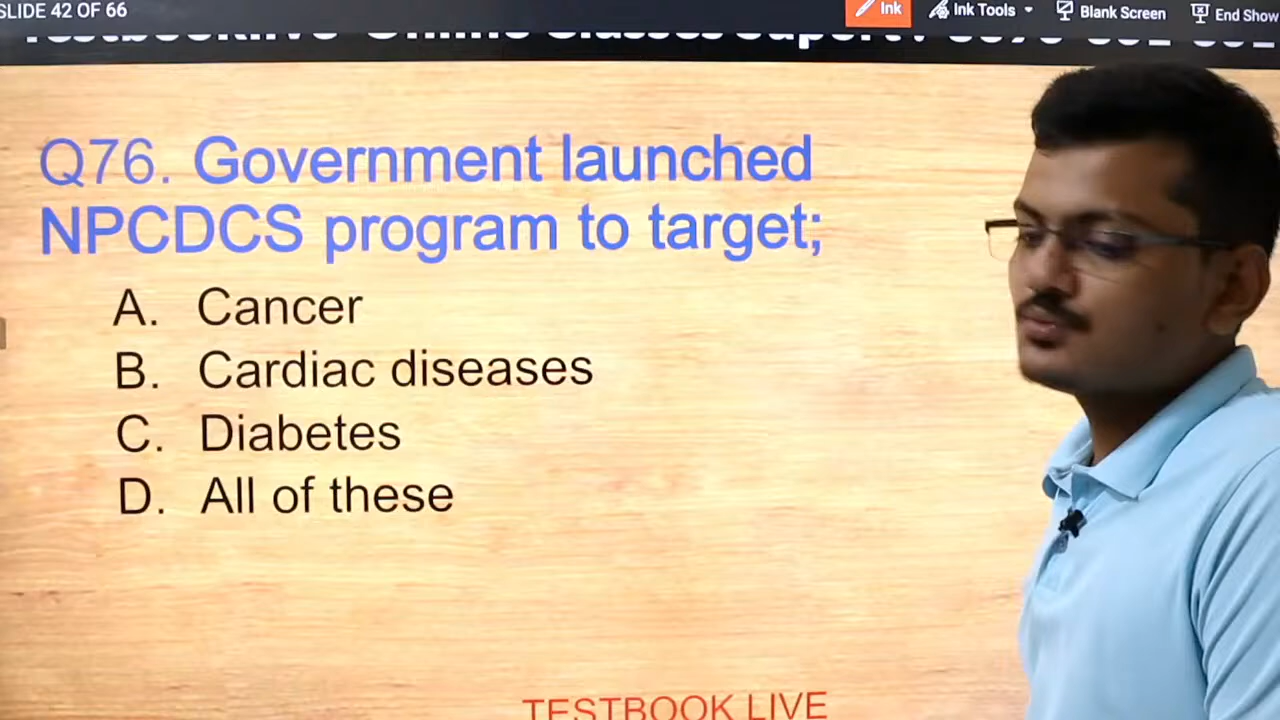 SLIDE 42 OF 66
Ink
Ink Tools
Blank Screen
End Show
Q76. Government launched
NPCDCS program to target;
A. Cancer
B. Cardiac diseases
C. Diabetes
D. All of these
TESTBOOK LIVE